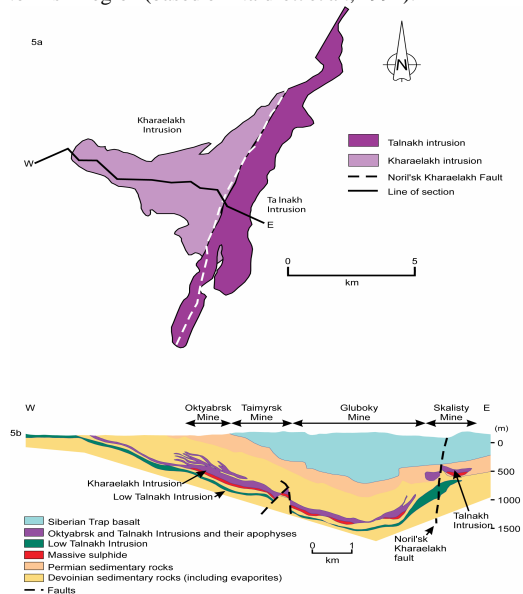 5a
N
Kharaelakh
Intrusion
W
Talnakh
Intrusion
E
Talnakh intrusion
Kharaelakh intrusion
Noril'sk Kharaelakh Fault
Line of section
0
5
km
W
Oktyabrsk
Mine
Taimyrsk
Mine
Gluboky
Mine
Skalisty
Mine
E
5b
(m)
0
500
1000
1500
Kharaelakh Intrusion
Low Talnakh Intrusion
Talnakh
Intrusion
Noril'sk
Kharaelakh
fault
0
1
km
Siberian Trap basalt
Oktyabrsk and Talnakh Intrusions and their apophyses
Low Talnakh Intrusion
Massive sulphide
Permian sedimentary rocks
Devoinian sedimentary rocks (including evaporites)
Faults